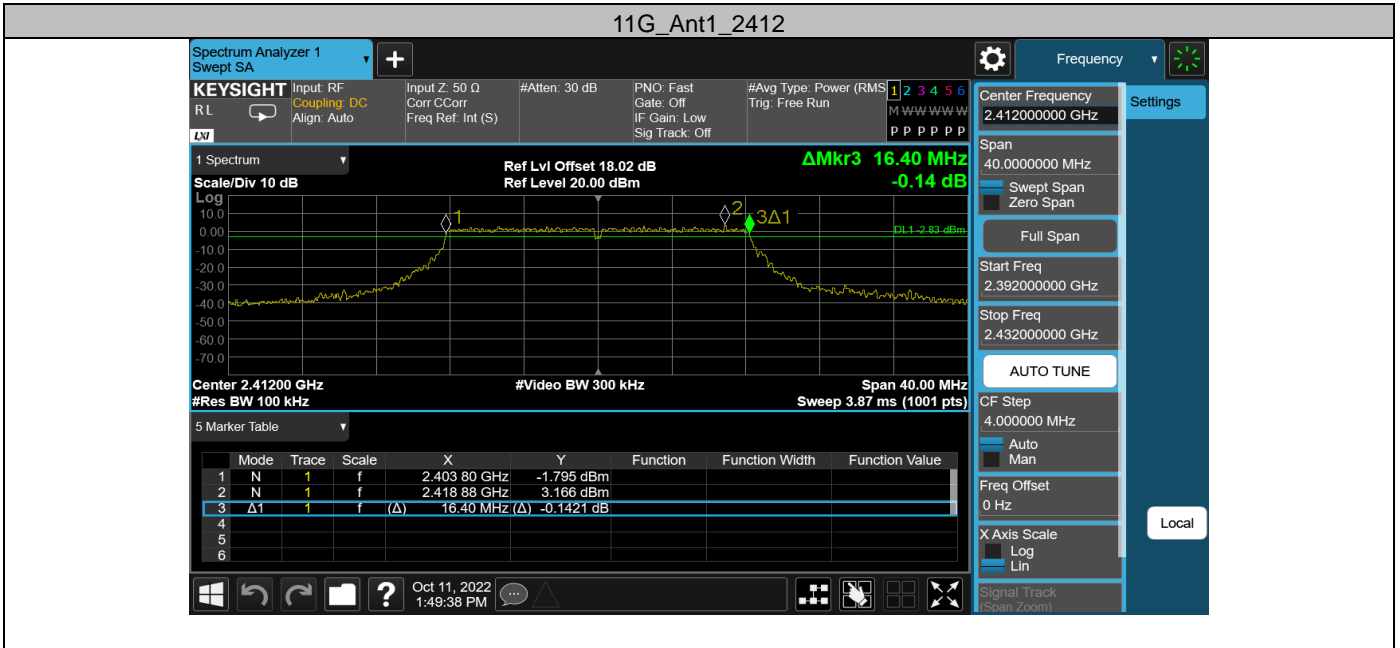 11G_Ant1_2412
Spectrum Analyzer 1
Swept SA
+
Frequency
KEYSIGHT
RL
LXI
Input: RF
Coupling: DC
Align: Auto
Input Z: 50 Ω
Corr CCorr
Freq Ref: Int (S)
#Atten: 30 dB
PNO: Fast
Gate: Off
IF Gain: Low
Sig Track: Off
#Avg Type: Power (RMS
Trig: Free Run
1 2 3 4 5 6
M W W W W W
P P P P P P
1 Spectrum
Scale/Div 10 dB
Ref Lvl Offset 18.02 dB
Ref Level 20.00 dBm
ΔMkr3 16.40 MHz
-0.14 dB
Log
10.0
0.00
-10.0
-20.0
-30.0
-40.0
-50.0
-60.0
-70.0
1
2
3Δ1
DL1 -2.83 dBm
Center 2.41200 GHz
#Res BW 100 kHz
#Video BW 300 kHz
Span 40.00 MHz
Sweep 3.87 ms (1001 pts)
5 Marker Table
Mode Trace Scale X Y Function Function Width Function Value
1 N 1 f 2.403 80 GHz -1.795 dBm
2 N 1 f 2.418 88 GHz 3.166 dBm
3 Δ1 1 f (Δ) 16.40 MHz (Δ) -0.1421 dB
4
5
6
Center Frequency
2.412000000 GHz
Settings
Span
40.0000000 MHz
Swept Span
Zero Span
Full Span
Start Freq
2.392000000 GHz
Stop Freq
2.432000000 GHz
AUTO TUNE
CF Step
4.000000 MHz
Auto
Man
Freq Offset
0 Hz
Local
X Axis Scale
Log
Lin
Signal Track
(Span Zoom)
?
Oct 11, 2022
1:49:38 PM